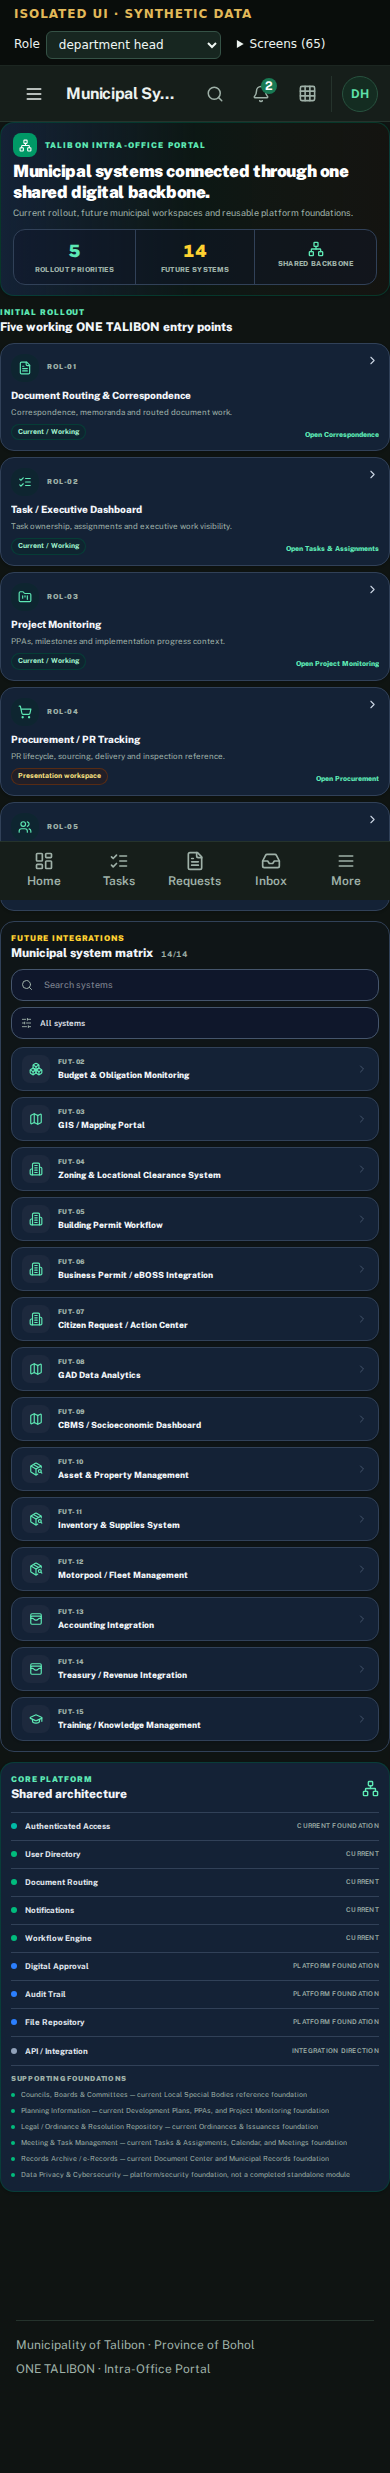 ISOLATED UI · SYNTHETIC DATA
Role department head ▶ Screens (65)
Municipal Sy... 2 DH
TALIBON INTRA-OFFICE PORTAL
Municipal systems connected through one
shared digital backbone.
Current rollout, future municipal workspaces and reusable platform foundations.
5 14
ROLLOUT PRIORITIES FUTURE SYSTEMS SHARED BACKBONE
INITIAL ROLLOUT
Five working ONE TALIBON entry points
ROL-01
Document Routing & Correspondence
Correspondence, memoranda and routed document work.
Current / Working Open Correspondence
ROL-02
Task / Executive Dashboard
Task ownership, assignments and executive work visibility.
Current / Working Open Tasks & Assignments
ROL-03
Project Monitoring
PPAs, milestones and implementation progress context.
Current / Working Open Project Monitoring
ROL-04
Procurement / PR Tracking
PR lifecycle, sourcing, delivery and inspection reference.
Presentation workspace Open Procurement
ROL-05
Home Tasks Requests Inbox More
FUTURE INTEGRATIONS
Municipal system matrix 14/14
Search systems
All systems
FUT-02
Budget & Obligation Monitoring
FUT-03
GIS / Mapping Portal
FUT-04
Zoning & Locational Clearance System
FUT-05
Building Permit Workflow
FUT-06
Business Permit / eBOSS Integration
FUT-07
Citizen Request / Action Center
FUT-08
GAD Data Analytics
FUT-09
CBMS / Socioeconomic Dashboard
FUT-10
Asset & Property Management
FUT-11
Inventory & Supplies System
FUT-12
Motorpool / Fleet Management
FUT-13
Accounting Integration
FUT-14
Treasury / Revenue Integration
FUT-15
Training / Knowledge Management
CORE PLATFORM
Shared architecture
Authenticated Access CURRENT FOUNDATION
User Directory CURRENT
Document Routing CURRENT
Notifications CURRENT
Workflow Engine CURRENT
Digital Approval PLATFORM FOUNDATION
Audit Trail PLATFORM FOUNDATION
File Repository PLATFORM FOUNDATION
API / Integration INTEGRATION DIRECTION
SUPPORTING FOUNDATIONS
Councils, Boards & Committees — current Local Special Bodies reference foundation
Planning Information — current Development Plans, PPAs, and Project Monitoring foundation
Legal / Ordinance & Resolution Repository — current Ordinances & Issuances foundation
Meeting & Task Management — current Tasks & Assignments, Calendar, and Meetings foundation
Records Archive / e-Records — current Document Center and Municipal Records foundation
Data Privacy & Cybersecurity — platform/security foundation, not a completed standalone module
Municipality of Talibon · Province of Bohol
ONE TALIBON · Intra-Office Portal